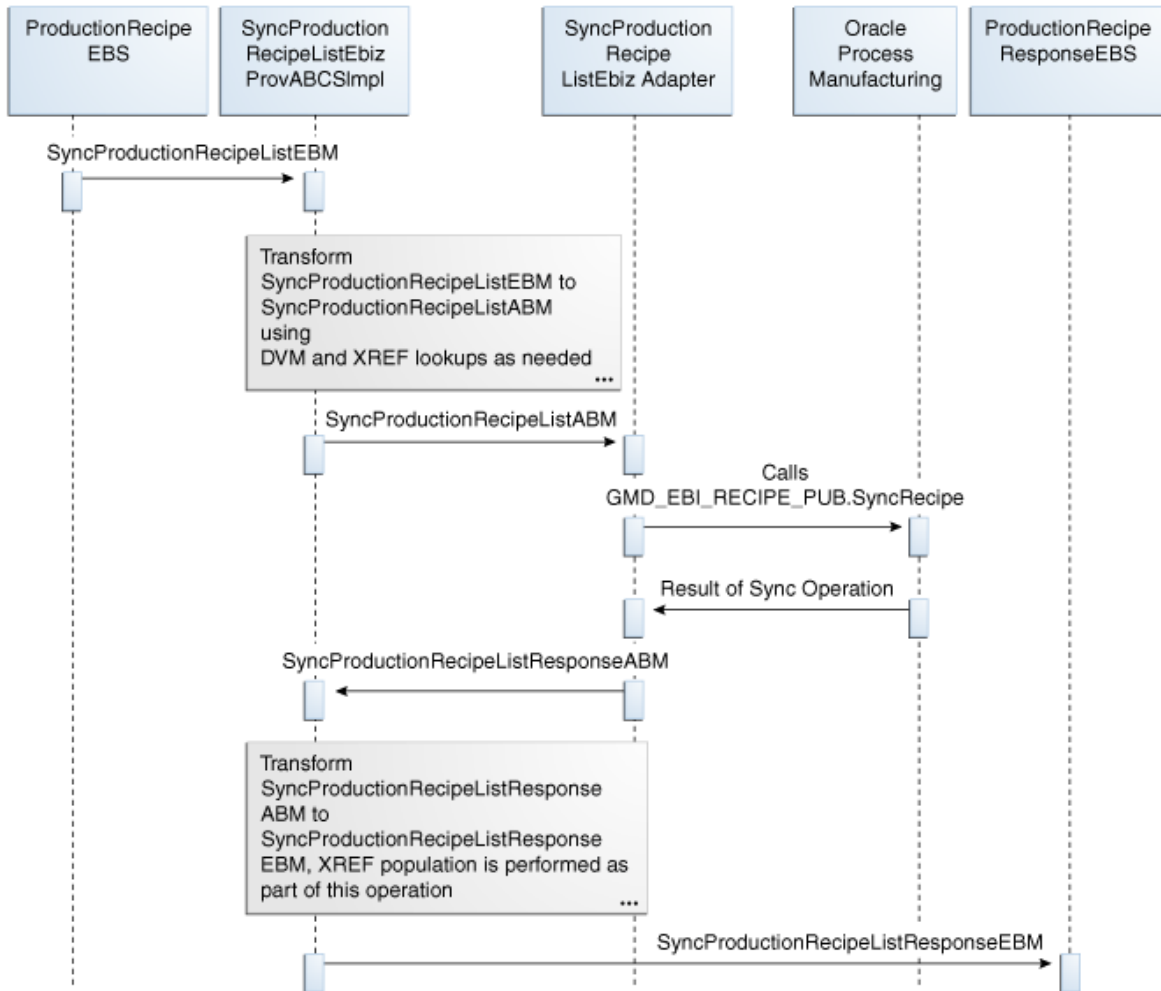 ProductionRecipe
EBS
SyncProduction
RecipeListEbiz
ProvABCSImpl
SyncProduction
Recipe
ListEbiz Adapter
Oracle
Process
Manufacturing
ProductionRecipe
ResponseEBS
SyncProductionRecipeListEBM
Transform
SyncProductionRecipeListEBM to
SyncProductionRecipeListABM
using
DVM and XREF lookups as needed
...
SyncProductionRecipeListABM
Calls
GMD_EBI_RECIPE_PUB.SyncRecipe
Result of Sync Operation
SyncProductionRecipeListResponseABM
Transform
SyncProductionRecipeListResponse
ABM to
SyncProductionRecipeListResponse
EBM, XREF population is performed as
part of this operation
...
SyncProductionRecipeListResponseEBM